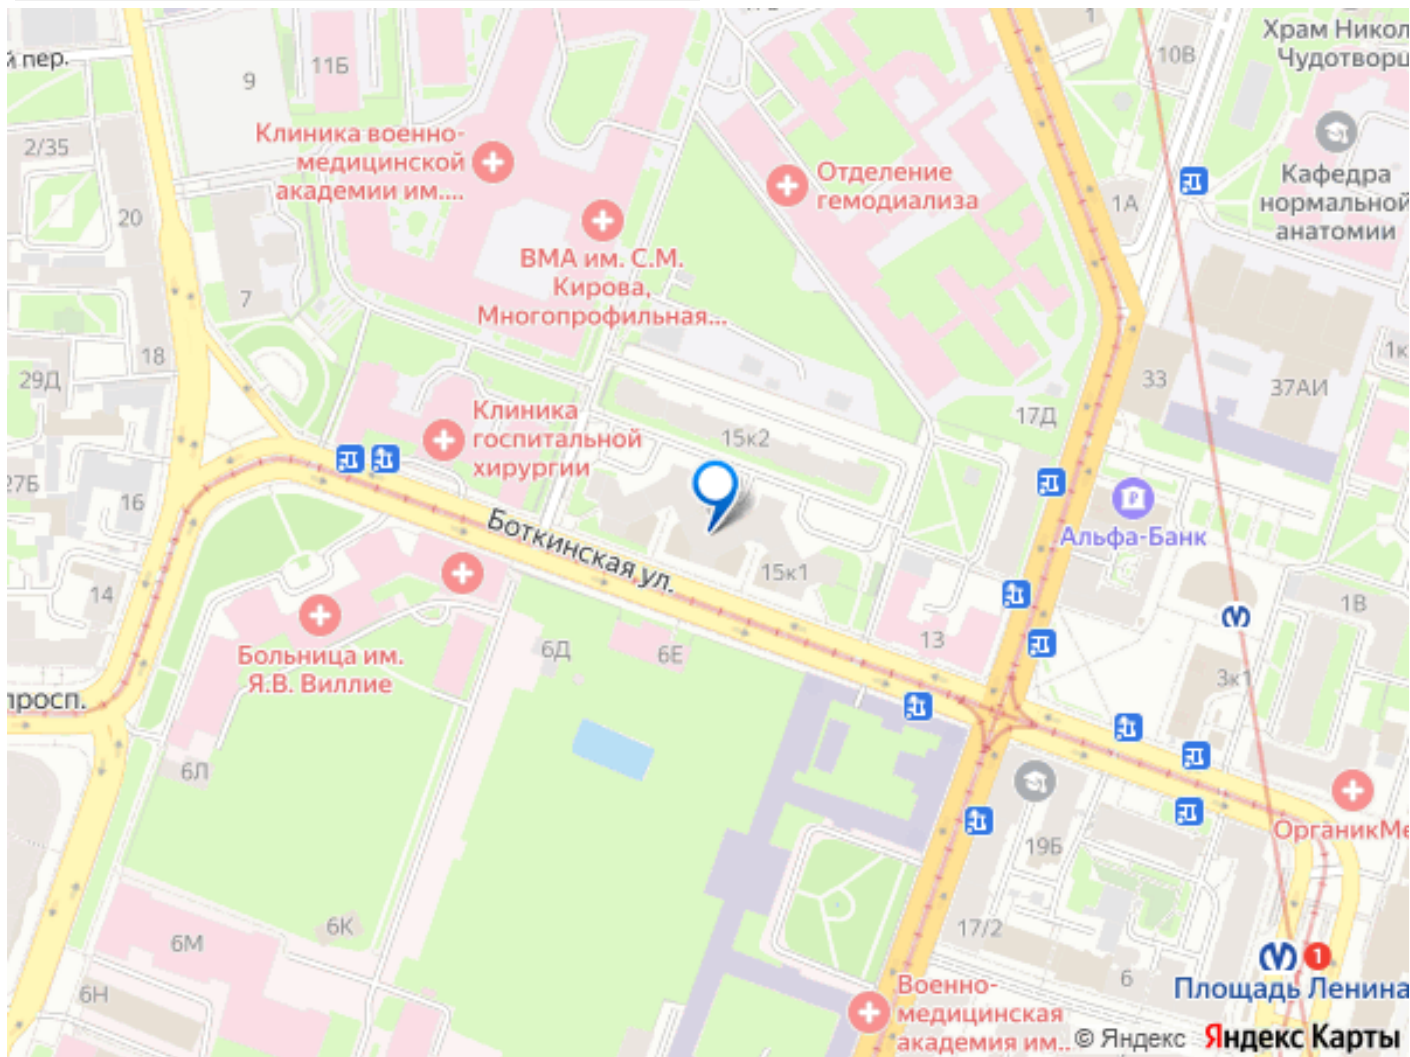 й пер.
9
11Б
1
10В
Храм Никол
Чудотворц
2/35
Клиника военно-
медицинской
академии им....
Отделение
гемодиализа
Кафедра
нормальной
анатомии
20
1А
ВМА им. С.М.
Кирова,
Многопрофильная...
7
18
29Д
33
1к
37АИ
Клиника
госпитальной
хирургии
15к2
17Д
27Б
16
Боткинская ул.
Альфа-Банк
15к1
14
1В
13
Больница им.
Я.В. Виллие
6Д
6Е
3к1
просп.
6Л
19Б
ОрганикМе
6К
6М
17/2
6
1
Площадь Ленина
6Н
Военно-
медицинская
академия им...
© Яндекс Яндекс Карты